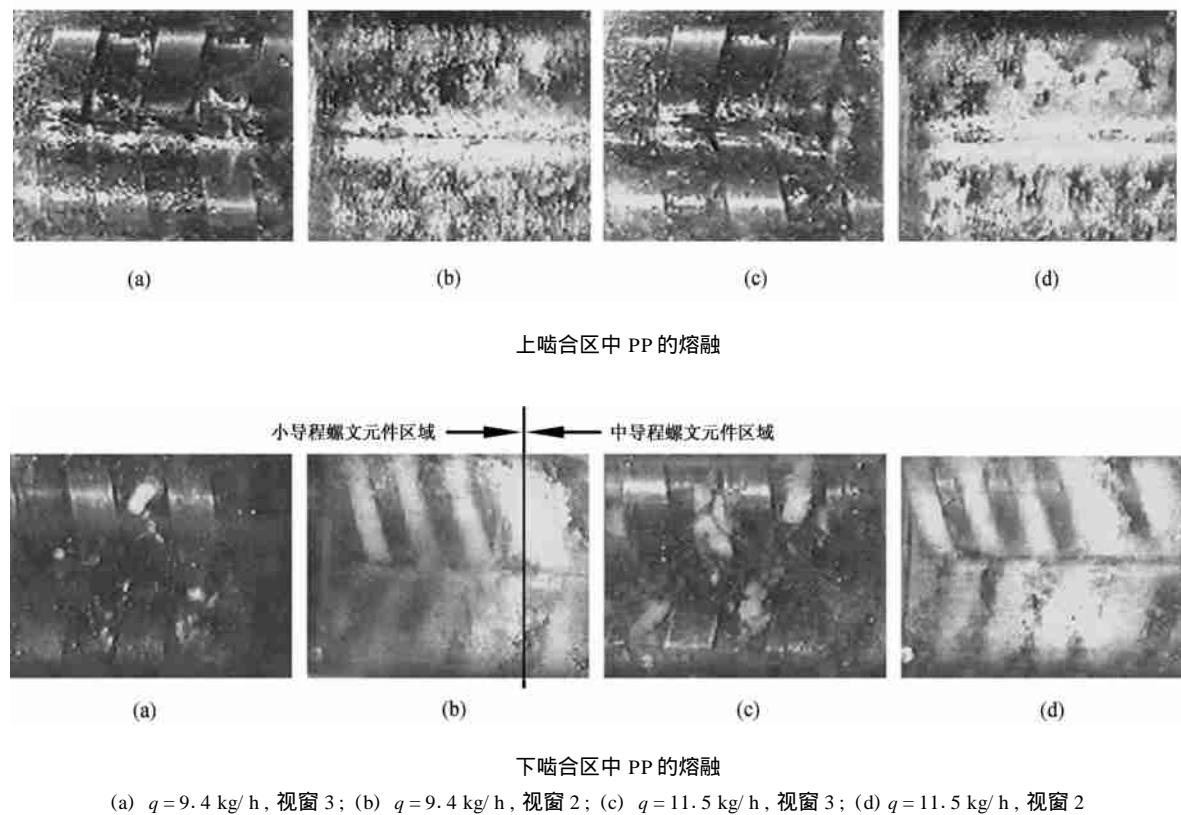 (a) (b) (c) (d)
上啮合区中 PP 的熔融
小导程螺文元件区域 中导程螺文元件区域
(a) (b) (c) (d)
下啮合区中 PP 的熔融
(a) q = 9.4 kg/h, 视窗 3; (b) q = 9.4 kg/h, 视窗 2; (c) q = 11.5 kg/h, 视窗 3; (d) q = 11.5 kg/h, 视窗 2